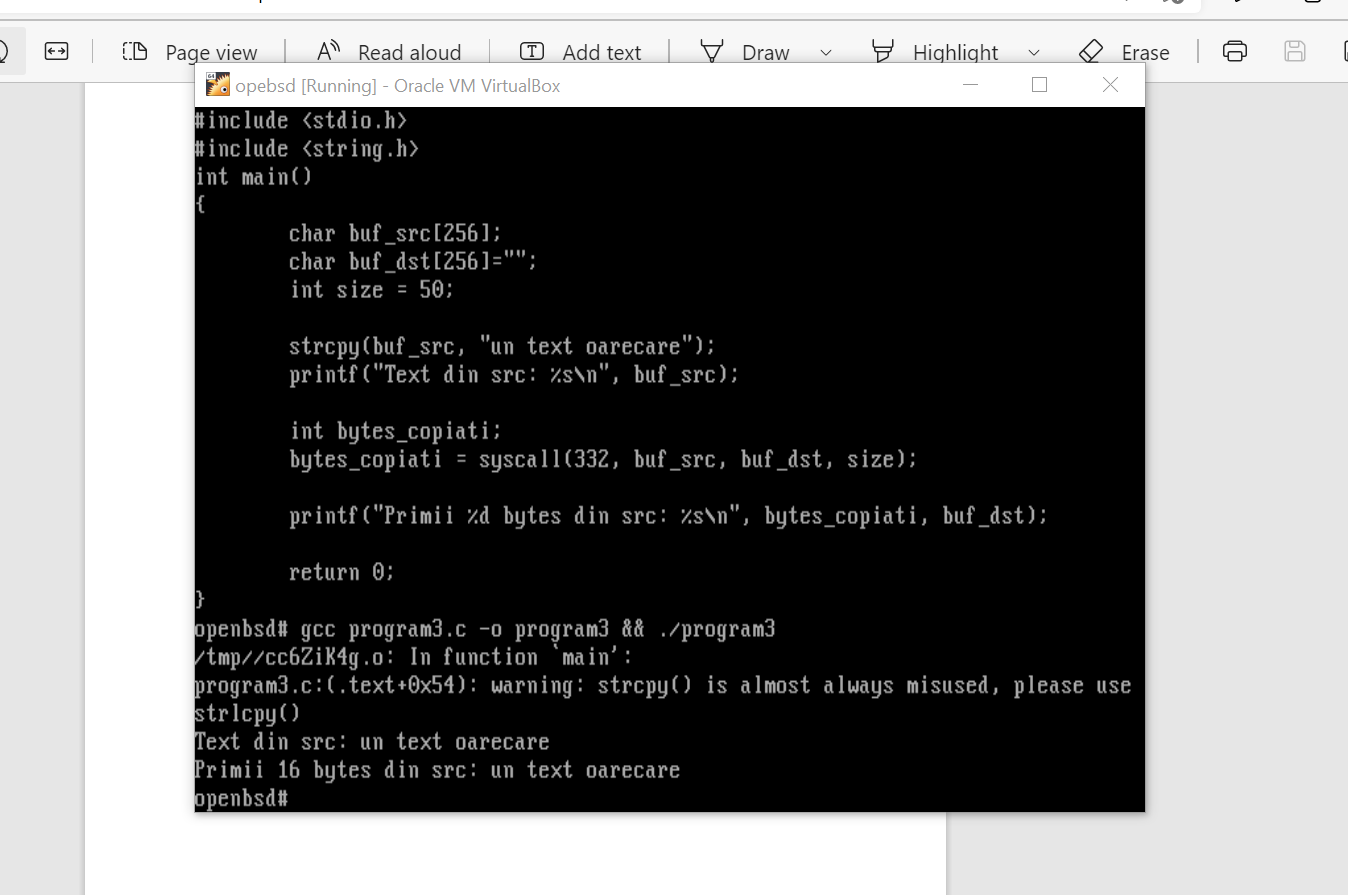 Page view
Read aloud
T
Add text
Draw
Highlight
Erase
64
opebsd [Running] - Oracle VM VirtualBox
#include <stdio.h>
#include <string.h>
int main()
{
char buf_src[256];
char buf_dst[256]="";
int size = 50;
strcpy(buf_src, "un text oarecare");
printf("Text din src: %s\n", buf_src);
int bytes_copiati;
bytes_copiati = syscall(332, buf_src, buf_dst, size);
printf("Primii %d bytes din src: %s\n", bytes_copiati, buf_dst);
return 0;
}
openbsd# gcc program3.c -o program3 && ./program3
/tmp//cc6ZiK4g.o: In function `main':
program3.c:(.text+0x54): warning: strcpy() is almost always misused, please use
strlcpy()
Text din src: un text oarecare
Primii 16 bytes din src: un text oarecare
openbsd#